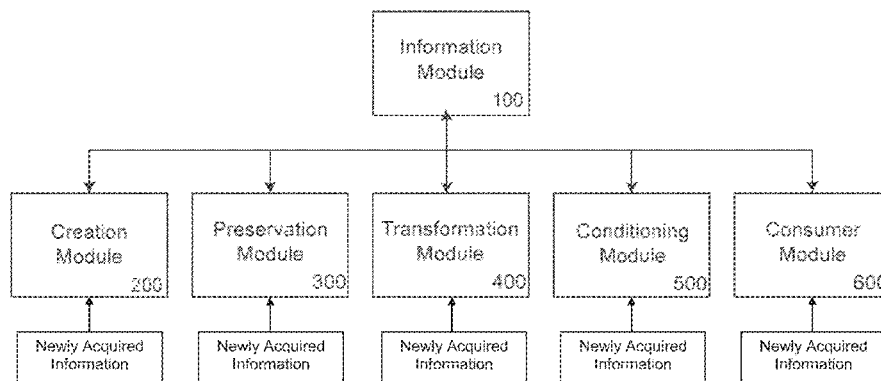 Information
Module
100
Creation
Module
200
Preservation
Module
300
Transformation
Module
400
Conditioning
Module
500
Consumer
Module
600
Newly Acquired
Information
Newly Acquired
Information
Newly Acquired
Information
Newly Acquired
Information
Newly Acquired
Information